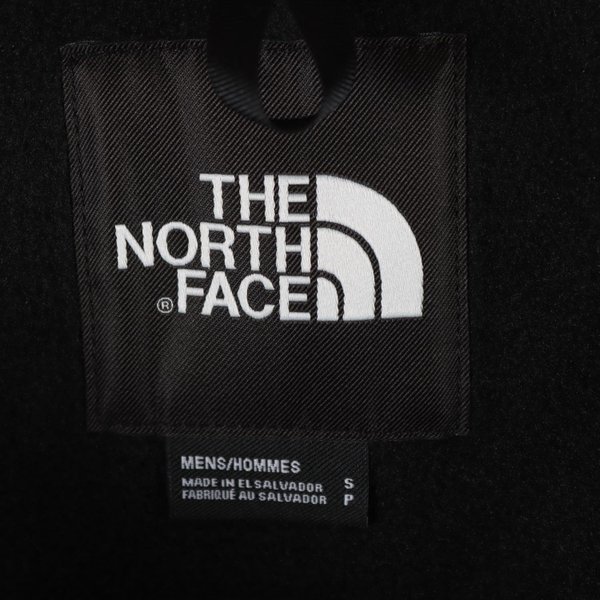 THE
NORTH
® FACE
MENS/HOMMES
MADE IN EL SALVADOR S
FABRIQUÉ AU SALVADOR P